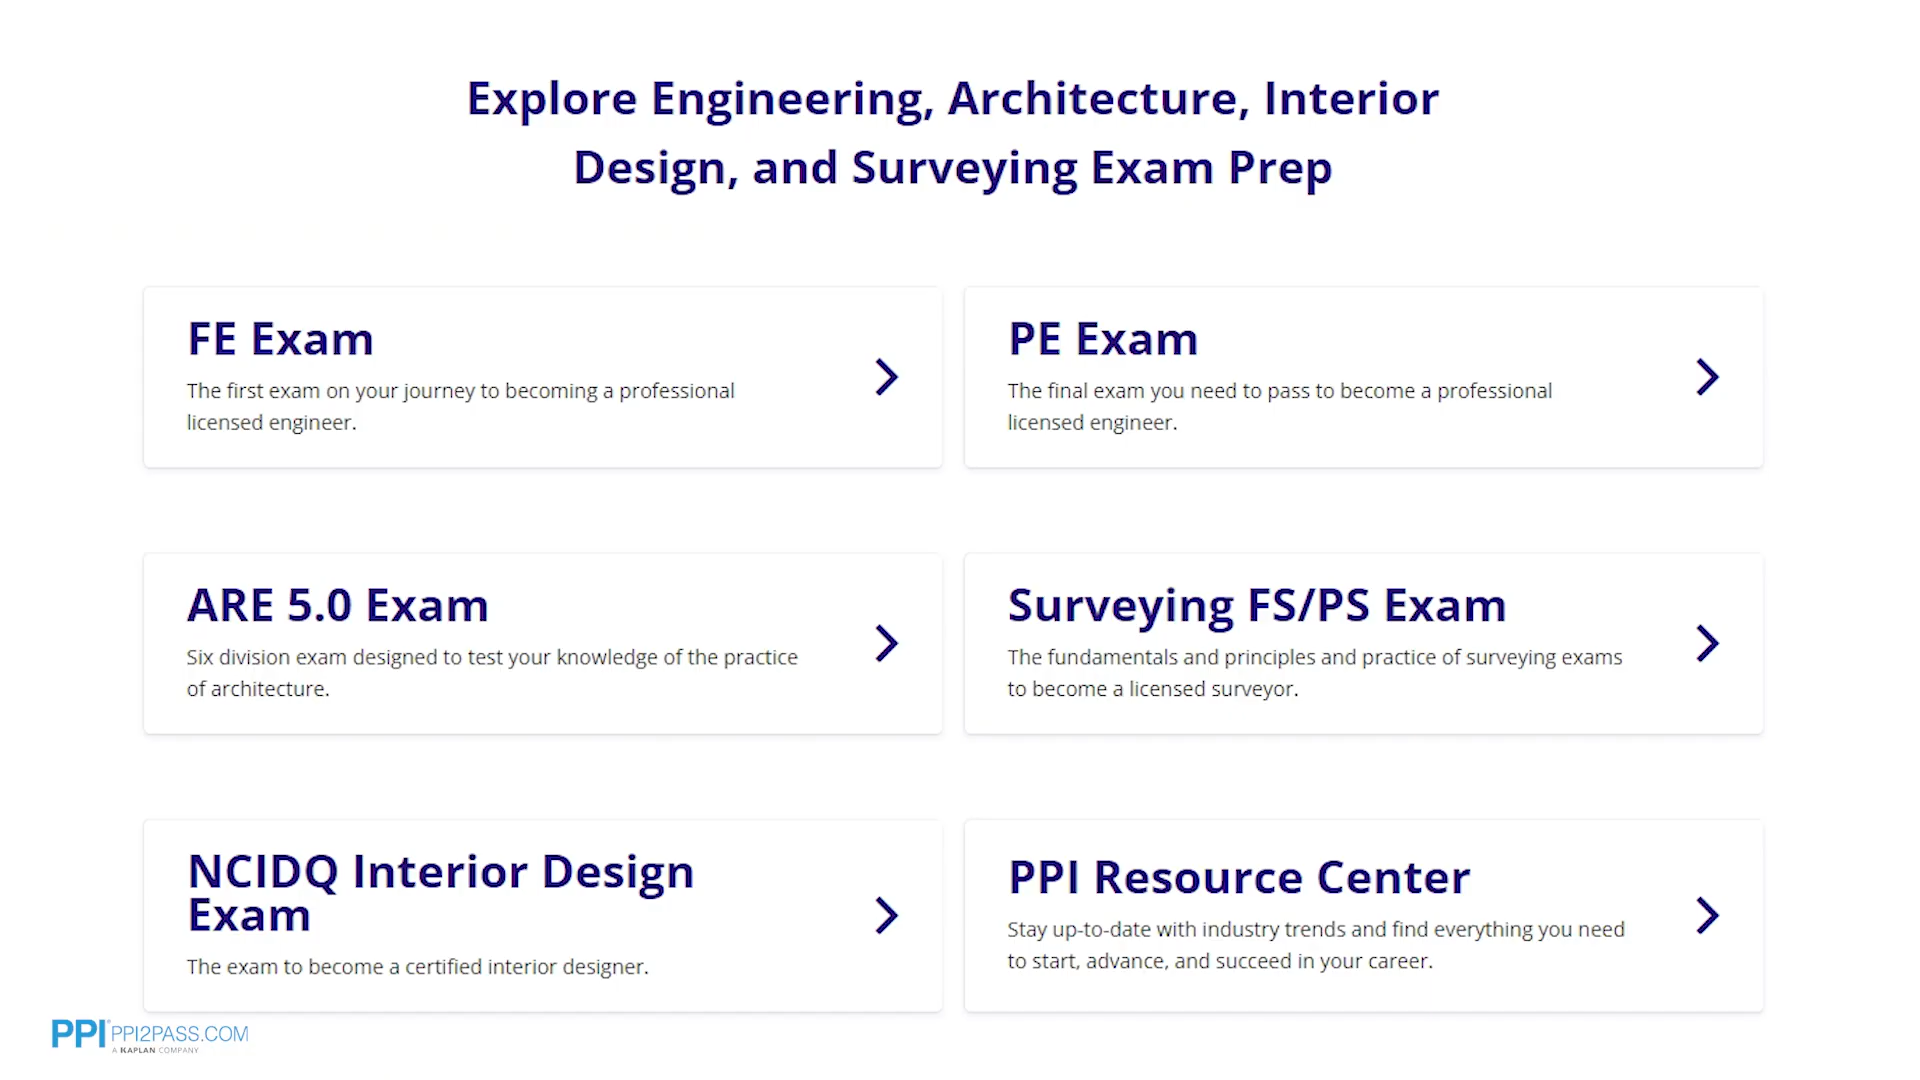 Explore Engineering, Architecture, Interior
Design, and Surveying Exam Prep
FE Exam
The first exam on your journey to becoming a professional
licensed engineer.
PE Exam
The final exam you need to pass to become a professional
licensed engineer.
ARE 5.0 Exam
Six division exam designed to test your knowledge of the practice
of architecture.
Surveying FS/PS Exam
The fundamentals and principles and practice of surveying exams
to become a licensed surveyor.
NCIDQ Interior Design
Exam
The exam to become a certified interior designer.
PPI Resource Center
Stay up-to-date with industry trends and find everything you need
to start, advance, and succeed in your career.
PPI® PPI2PASS.COM
A KAPLAN COMPANY